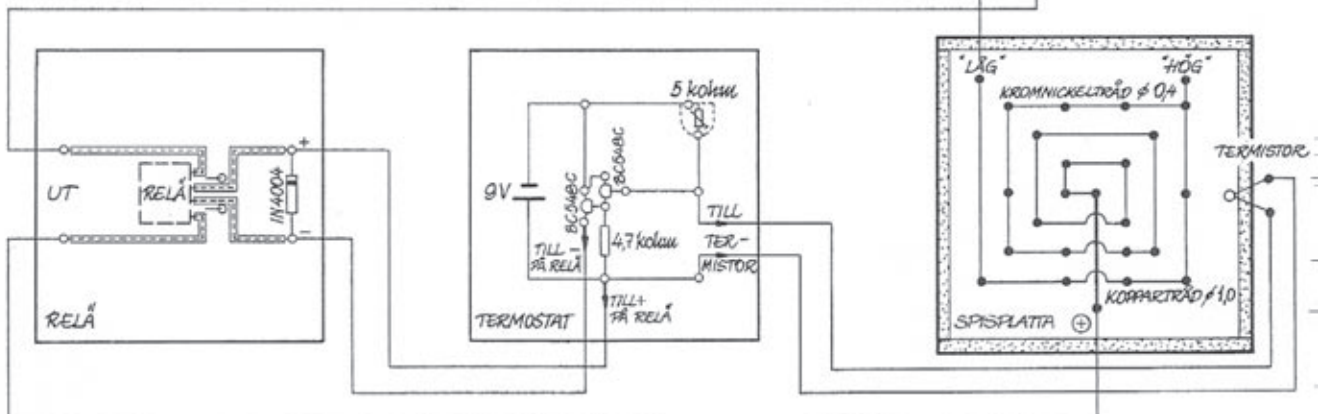 UT
RELÄ
+
1N4004
-
RELÄ
9V
5 kohm
BC548C
BC548C
4,7 kohm
TILL -
PÅ RELÄ
TILL+
PÅ RELÄ
TILL
TER-
MISTOR
TERMOSTAT
"LÅG"
"HÖG"
KROMNICKELTRÅD ø 0,4
TERMISTOR
KOPPARTRÅD ø 1,0
SPISPLATTA +